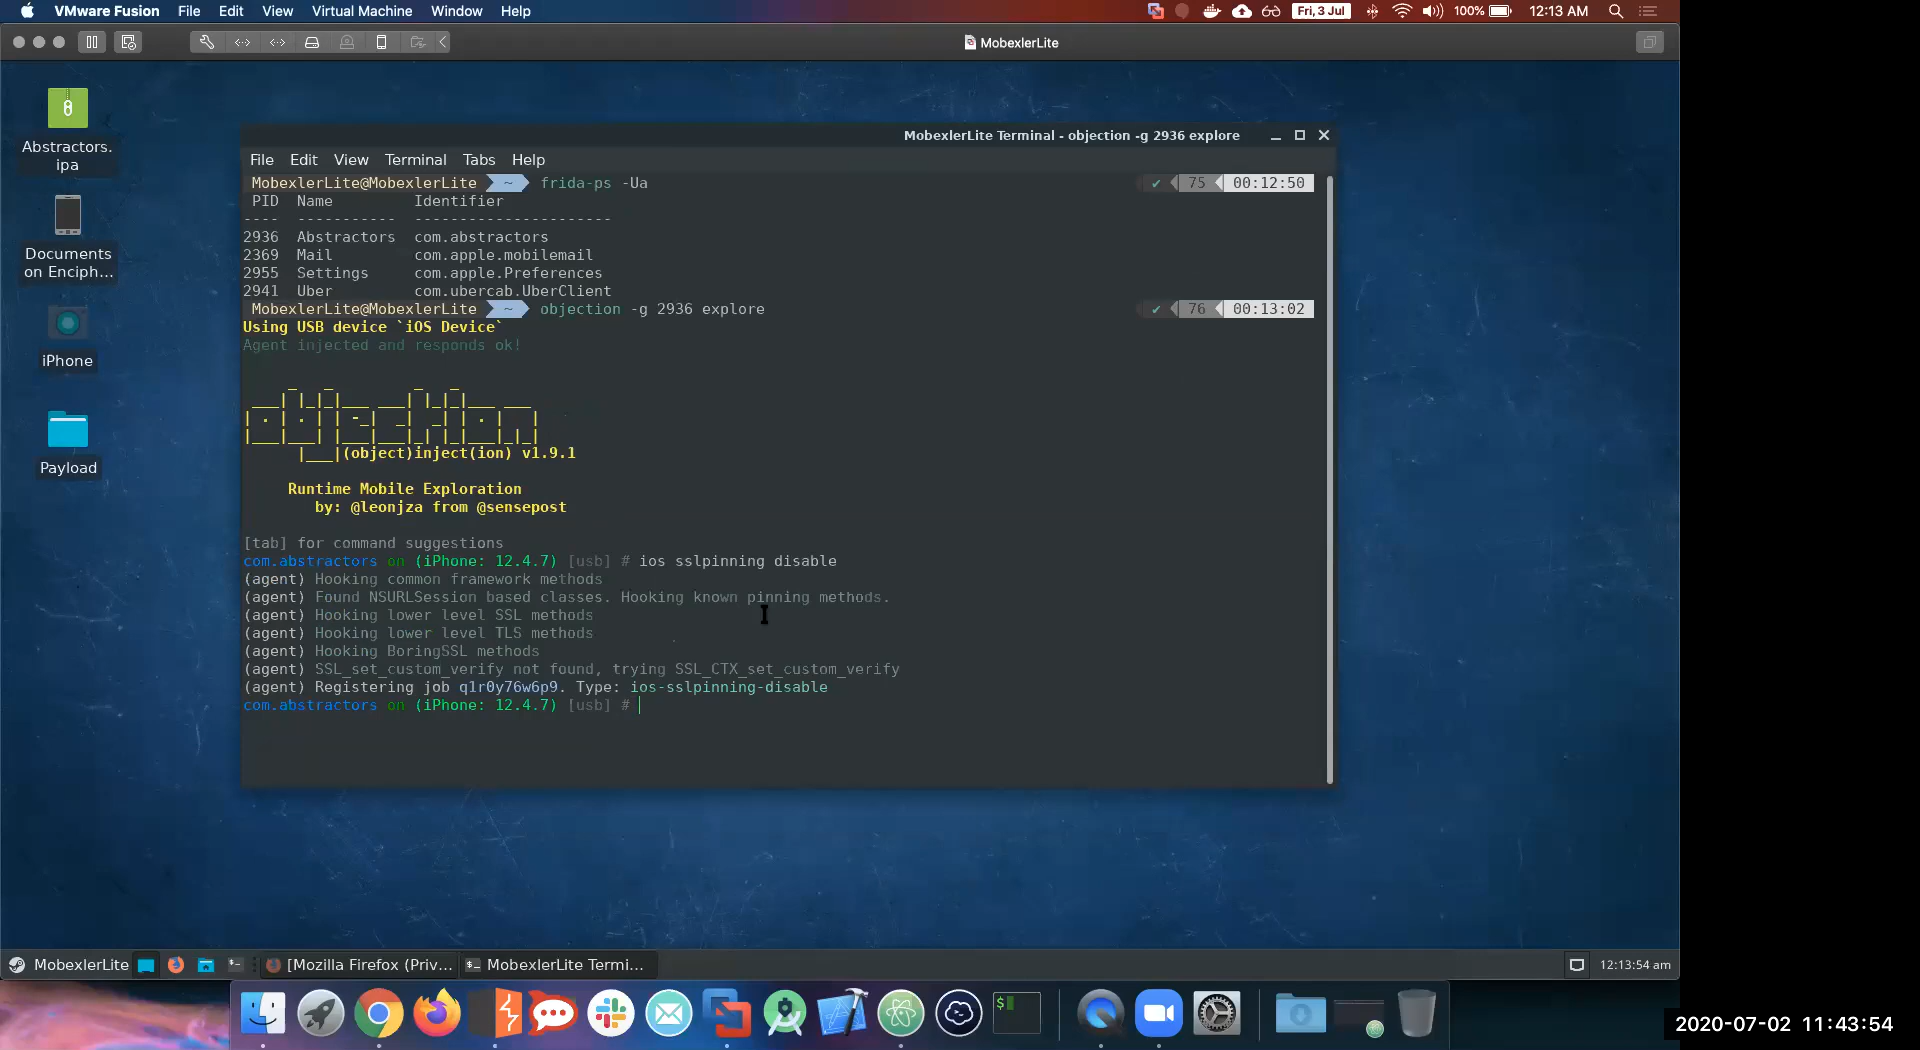 VMware Fusion File Edit View Virtual Machine Window Help Fri, 3 Jul 100% 12:13 AM
MobexlerLite
Abstractors.
ipa
Documents
on Enciph...
iPhone
Payload
MobexlerLite Terminal - objection -g 2936 explore
File Edit View Terminal Tabs Help
MobexlerLite@MobexlerLite ~ frida-ps -Ua ✔ 75 00:12:50
PID Name Identifier
---- ----------- ----------------------
2936 Abstractors com.abstractors
2369 Mail com.apple.mobilemail
2955 Settings com.apple.Preferences
2941 Uber com.ubercab.UberClient
MobexlerLite@MobexlerLite ~ objection -g 2936 explore ✔ 76 00:13:02
Using USB device `iOS Device`
Agent injected and responds ok!
objection
|___|(object)inject(ion) v1.9.1
Runtime Mobile Exploration
by: @leonjza from @sensepost
[tab] for command suggestions
com.abstractors on (iPhone: 12.4.7) [usb] # ios sslpinning disable
(agent) Hooking common framework methods
(agent) Found NSURLSession based classes. Hooking known pinning methods.
(agent) Hooking lower level SSL methods
(agent) Hooking lower level TLS methods
(agent) Hooking BoringSSL methods
(agent) SSL_set_custom_verify not found, trying SSL_CTX_set_custom_verify
(agent) Registering job q1r0y76w6p9. Type: ios-sslpinning-disable
com.abstractors on (iPhone: 12.4.7) [usb] #
MobexlerLite [Mozilla Firefox (Priv... MobexlerLite Termi... 12:13:54 am
2020-07-02 11:43:54